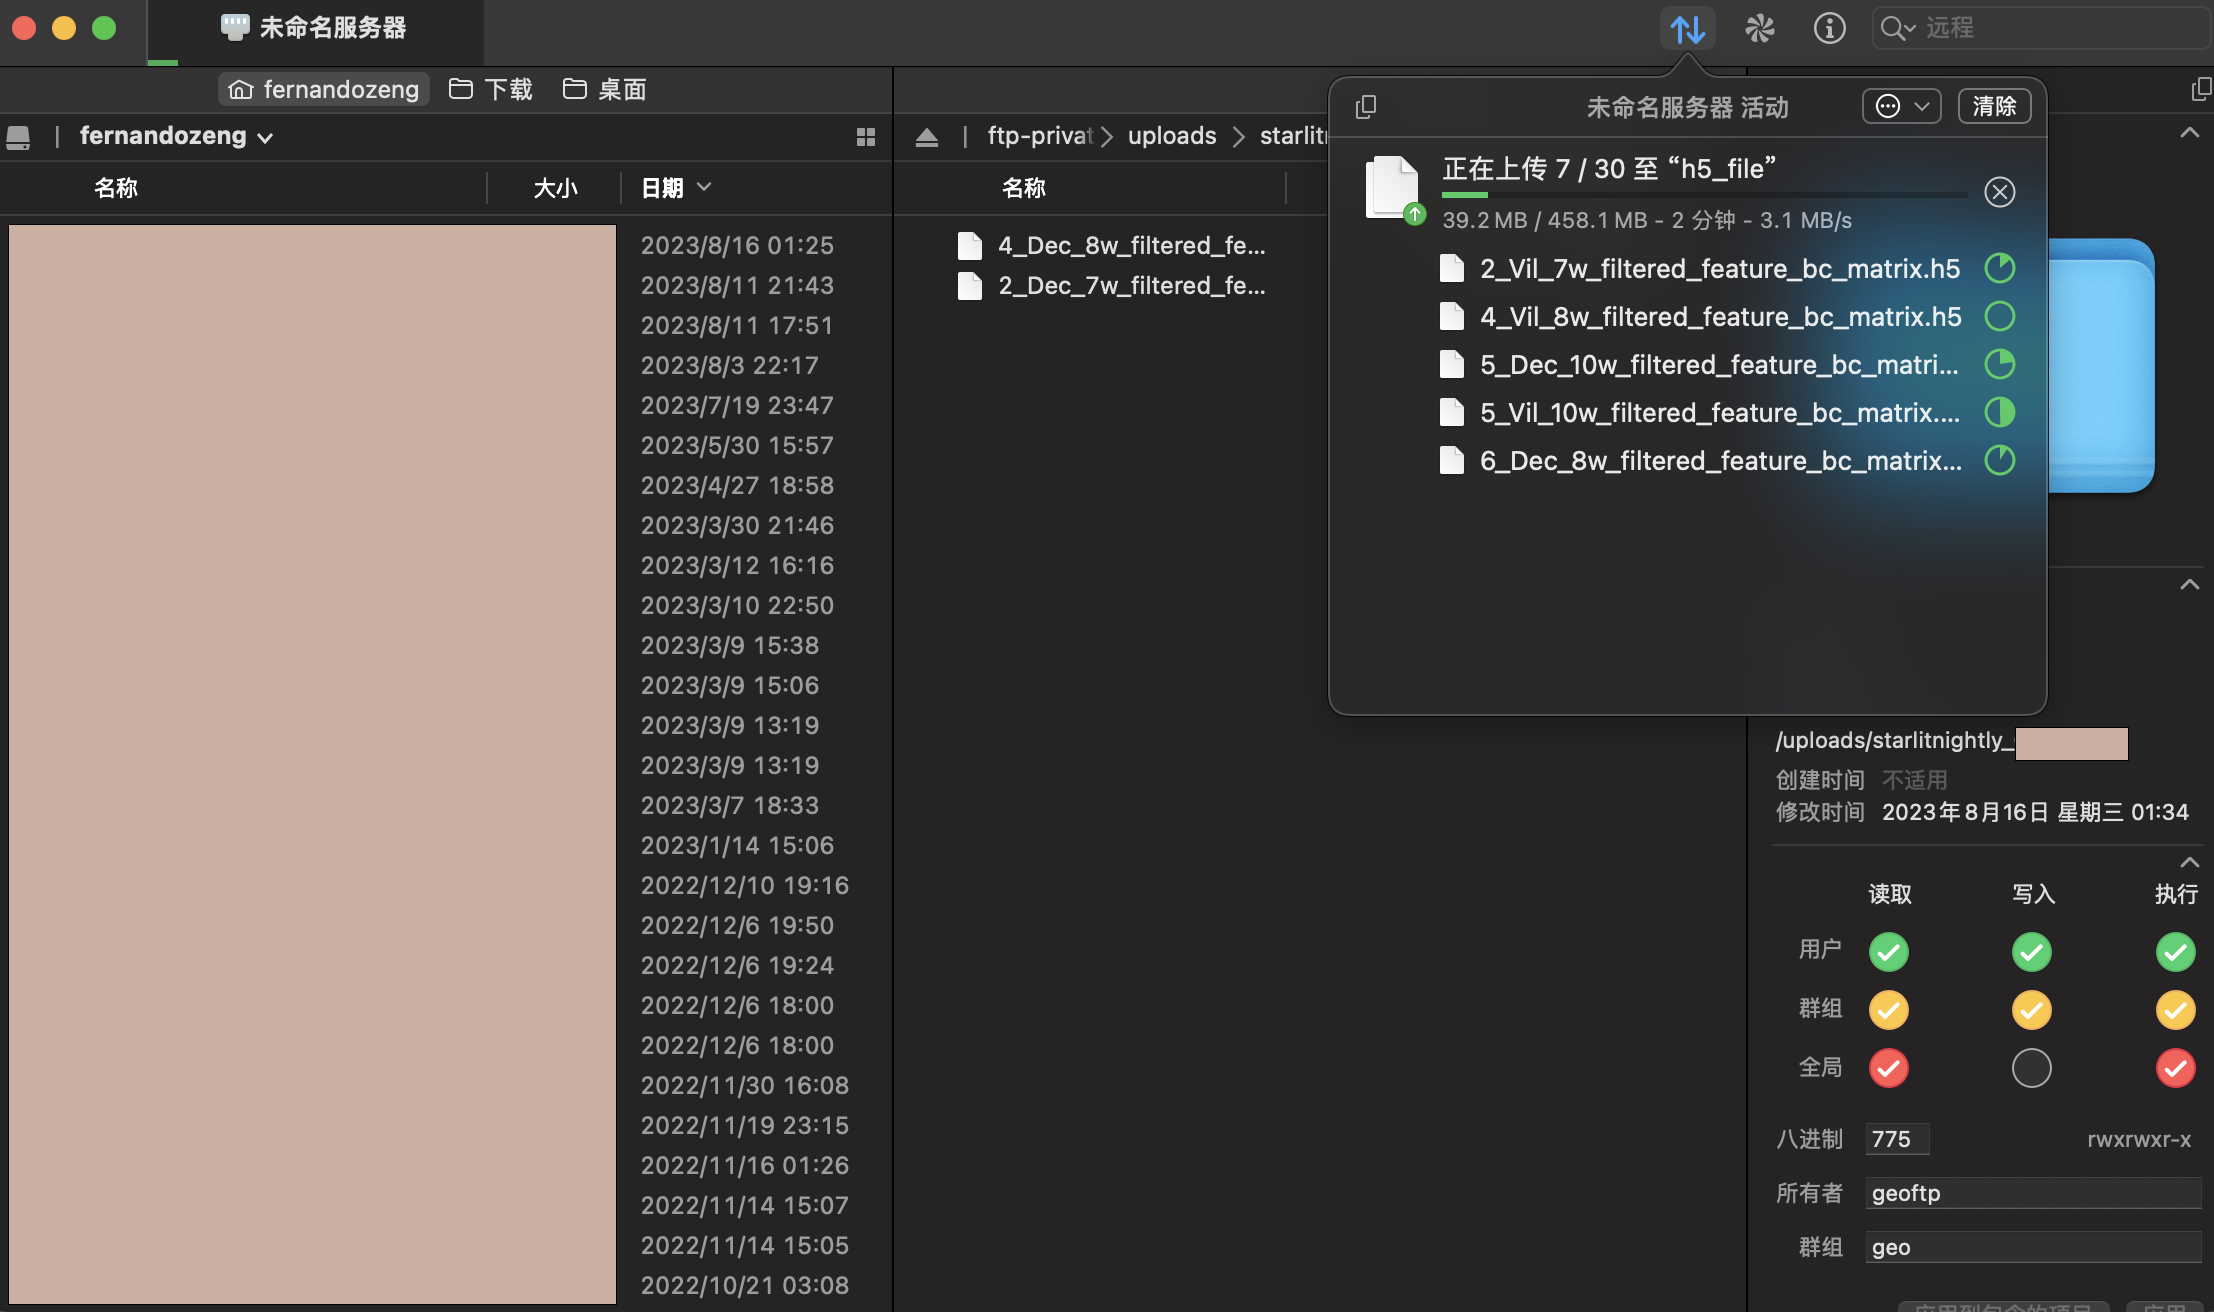 未命名服务器
远程
fernandozeng
下载
桌面
fernandozeng
ftp-privat
uploads
名称
大小
日期
名称
2023/8/16 01:25
2023/8/11 21:43
2023/8/11 17:51
2023/8/3 22:17
2023/7/19 23:47
2023/5/30 15:57
2023/4/27 18:58
2023/3/30 21:46
2023/3/12 16:16
2023/3/10 22:50
2023/3/9 15:38
2023/3/9 15:06
2023/3/9 13:19
2023/3/9 13:19
2023/3/7 18:33
2023/1/14 15:06
2022/12/10 19:16
2022/12/6 19:50
2022/12/6 19:24
2022/12/6 18:00
2022/12/6 18:00
2022/11/30 16:08
2022/11/19 23:15
2022/11/16 01:26
2022/11/14 15:07
2022/11/14 15:05
2022/10/21 03:08
4_Dec_8w_filtered_fe...
2_Dec_7w_filtered_fe...
未命名服务器 活动
清除
正在上传 7 / 30 至 “h5_file”
39.2 MB / 458.1 MB - 2 分钟 - 3.1 MB/s
2_Vil_7w_filtered_feature_bc_matrix.h5
4_Vil_8w_filtered_feature_bc_matrix.h5
5_Dec_10w_filtered_feature_bc_matri...
5_Vil_10w_filtered_feature_bc_matrix....
6_Dec_8w_filtered_feature_bc_matrix...
/uploads/starlitnightly_
创建时间 不适用
修改时间 2023年8月16日 星期三 01:34
读取 写入 执行
用户
群组
全局
八进制 775 rwxrwxr-x
所有者 geoftp
群组 geo